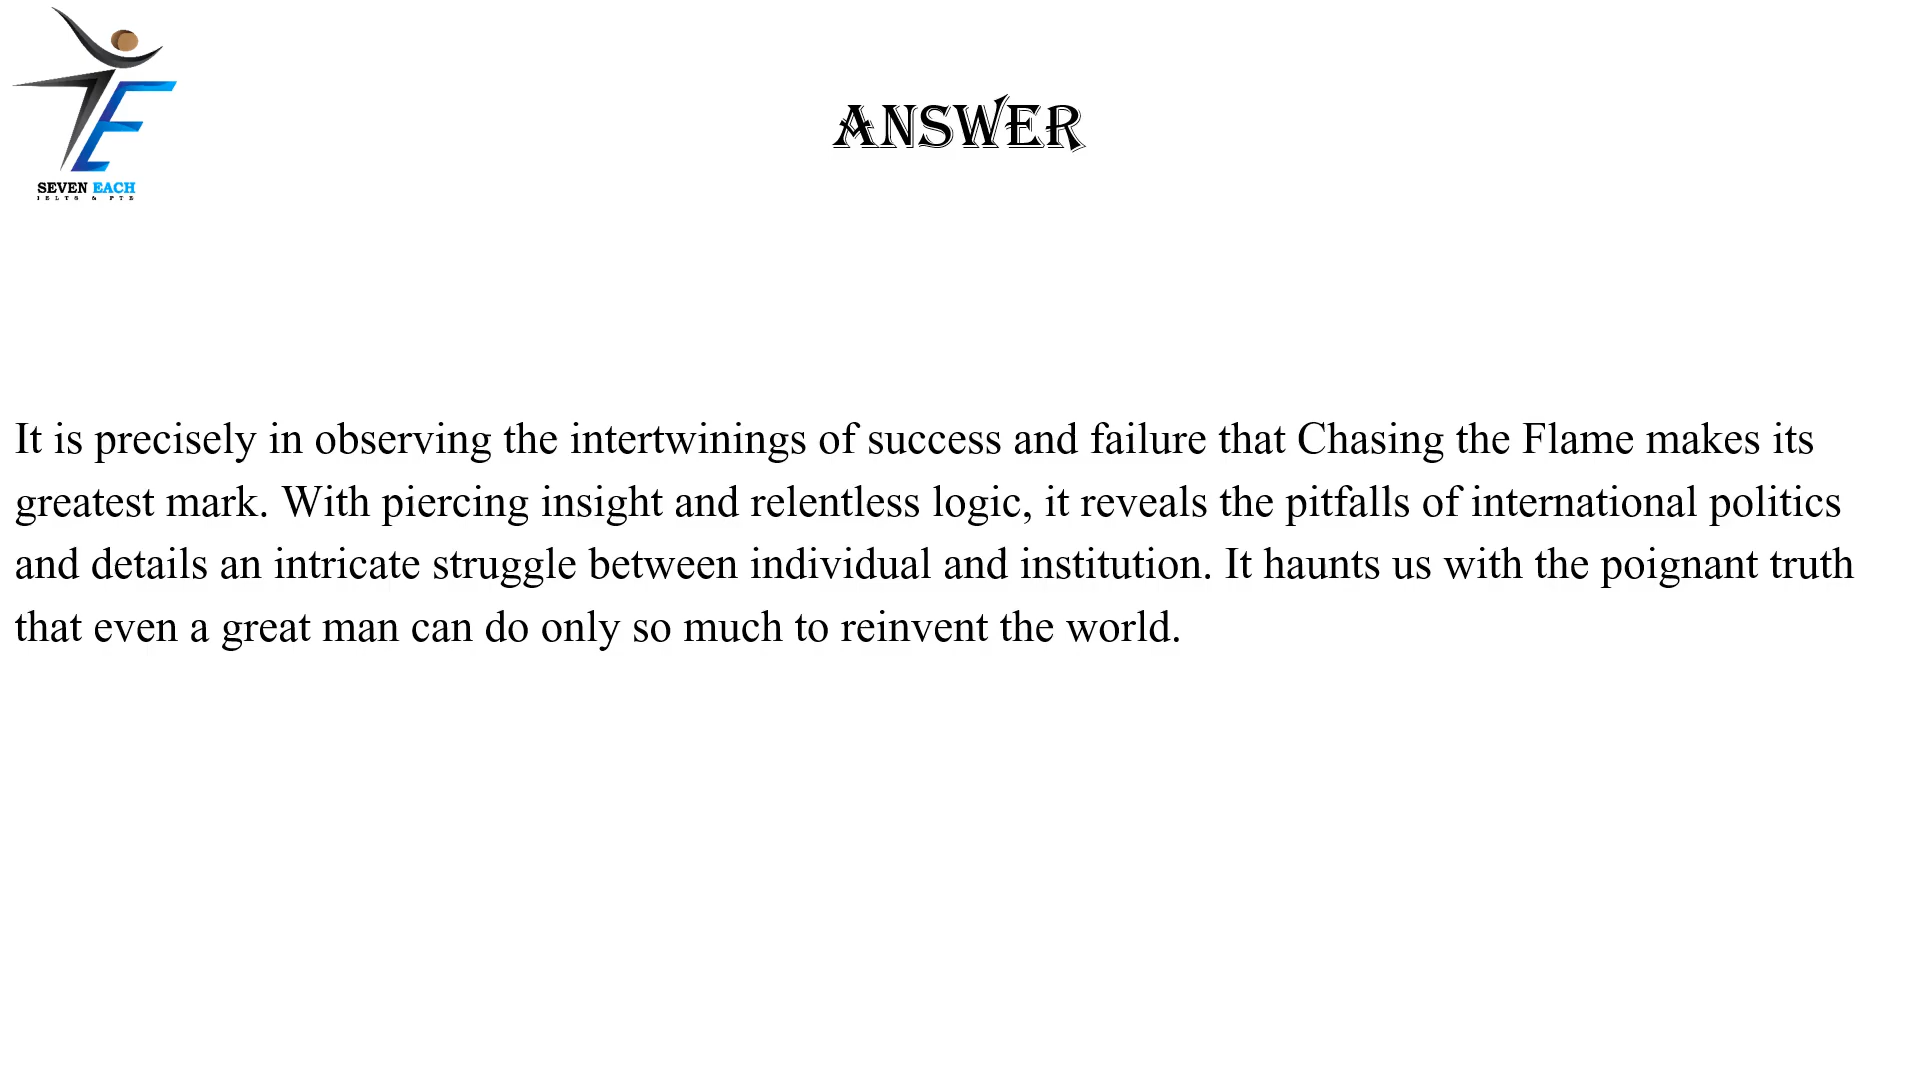 SEVEN EACH
IELTS & PTE
ANSWER
It is precisely in observing the intertwinings of success and failure that Chasing the Flame makes its
greatest mark. With piercing insight and relentless logic, it reveals the pitfalls of international politics
and details an intricate struggle between individual and institution. It haunts us with the poignant truth
that even a great man can do only so much to reinvent the world.